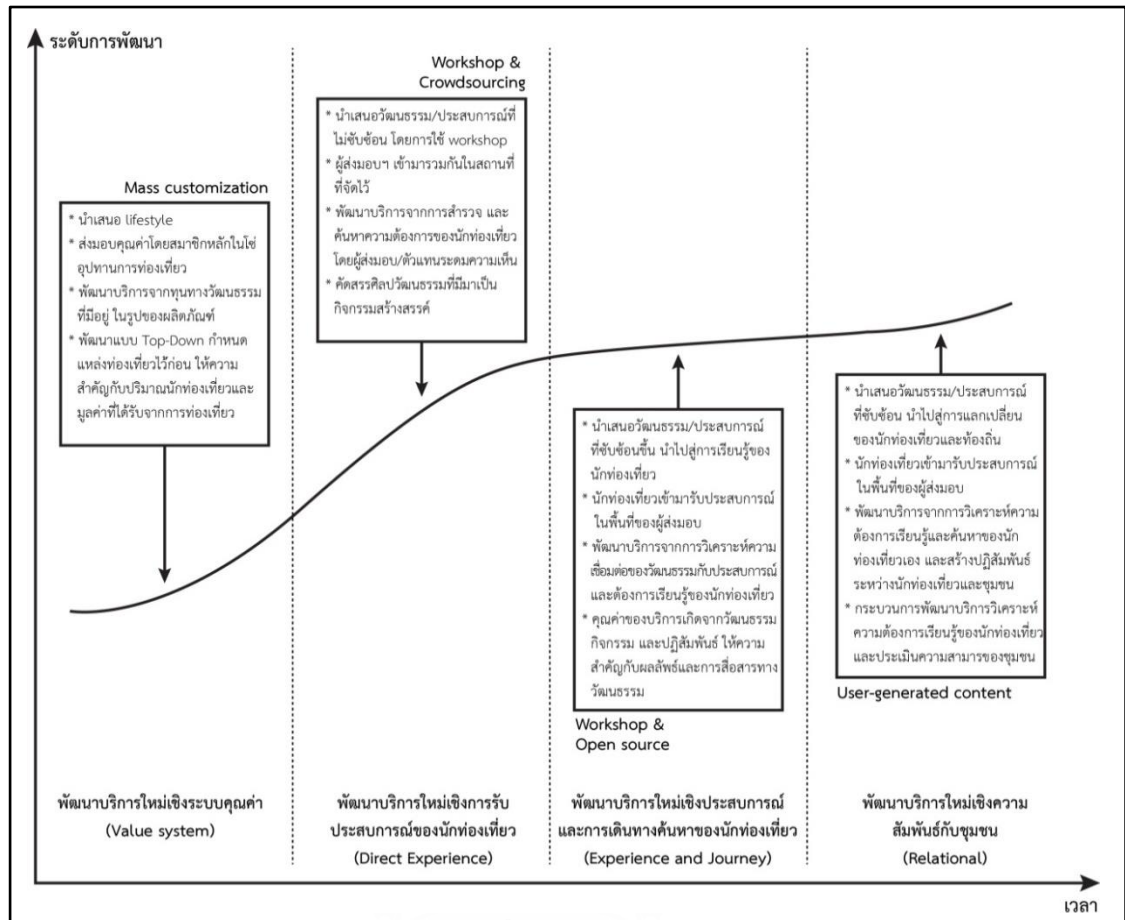 ระดับการพัฒนา
Mass customization
* นำเสนอ lifestyle
* ส่งมอบคุณค่าโดยสมาชิกหลักในโซ่
อุปทานการท่องเที่ยว
* พัฒนาบริการจากทุนทางวัฒนธรรม
ที่มีอยู่ ในรูปของผลิตภัณฑ์
* พัฒนาแบบ Top-Down กำหนด
แหล่งท่องเที่ยวไว้ก่อน ให้ความ
สำคัญกับปริมาณนักท่องเที่ยวและ
มูลค่าที่ได้รับจากการท่องเที่ยว
Workshop &
Crowdsourcing
* นำเสนอวัฒนธรรม/ประสบการณ์ที่
ไม่ซับซ้อน โดยการใช้ workshop
* ผู้ส่งมอบฯ เข้ามารวมกันในสถานที่
ที่จัดไว้
* พัฒนาบริการจากการสำรวจ และ
ค้นหาความต้องการของนักท่องเที่ยว
โดยผู้ส่งมอบ/ตัวแทนระดมความเห็น
* คัดสรรศิลปวัฒนธรรมที่มีมาเป็น
กิจกรรมสร้างสรรค์
* นำเสนอวัฒนธรรม/ประสบการณ์
ที่ซับซ้อนขึ้น นำไปสู่การเรียนรู้ของ
นักท่องเที่ยว
* นักท่องเที่ยวเข้ามารับประสบการณ์
ในพื้นที่ของผู้ส่งมอบ
* พัฒนาบริการจากการวิเคราะห์ความ
เชื่อมต่อของวัฒนธรรมกับประสบการณ์
และต้องการเรียนรู้ของนักท่องเที่ยว
* คุณค่าของบริการเกิดจากวัฒนธรรม
กิจกรรม และปฏิสัมพันธ์ ให้ความ
สำคัญกับผลลัพธ์และการสื่อสารทาง
วัฒนธรรม
Workshop &
Open source
* นำเสนอวัฒนธรรม/ประสบการณ์
ที่ซับซ้อน นำไปสู่การแลกเปลี่ยน
ของนักท่องเที่ยวและท้องถิ่น
* นักท่องเที่ยวเข้ามารับประสบการณ์
ในพื้นที่ของผู้ส่งมอบ
* พัฒนาบริการจากการวิเคราะห์ความ
ต้องการเรียนรู้และค้นหาของนัก
ท่องเที่ยวเอง และสร้างปฏิสัมพันธ์
ระหว่างนักท่องเที่ยวและชุมชน
* กระบวนการพัฒนาบริการวิเคราะห์
ความต้องการเรียนรู้ของนักท่องเที่ยว
และประเมินความสามารของชุมชน
User-generated content
พัฒนาบริการใหม่เชิงระบบคุณค่า
(Value system)
พัฒนาบริการใหม่เชิงการรับ
ประสบการณ์ของนักท่องเที่ยว
(Direct Experience)
พัฒนาบริการใหม่เชิงประสบการณ์
และการเดินทางค้นหาของนักท่องเที่ยว
(Experience and Journey)
พัฒนาบริการใหม่เชิงความ
สัมพันธ์กับชุมชน
(Relational)
เวลา